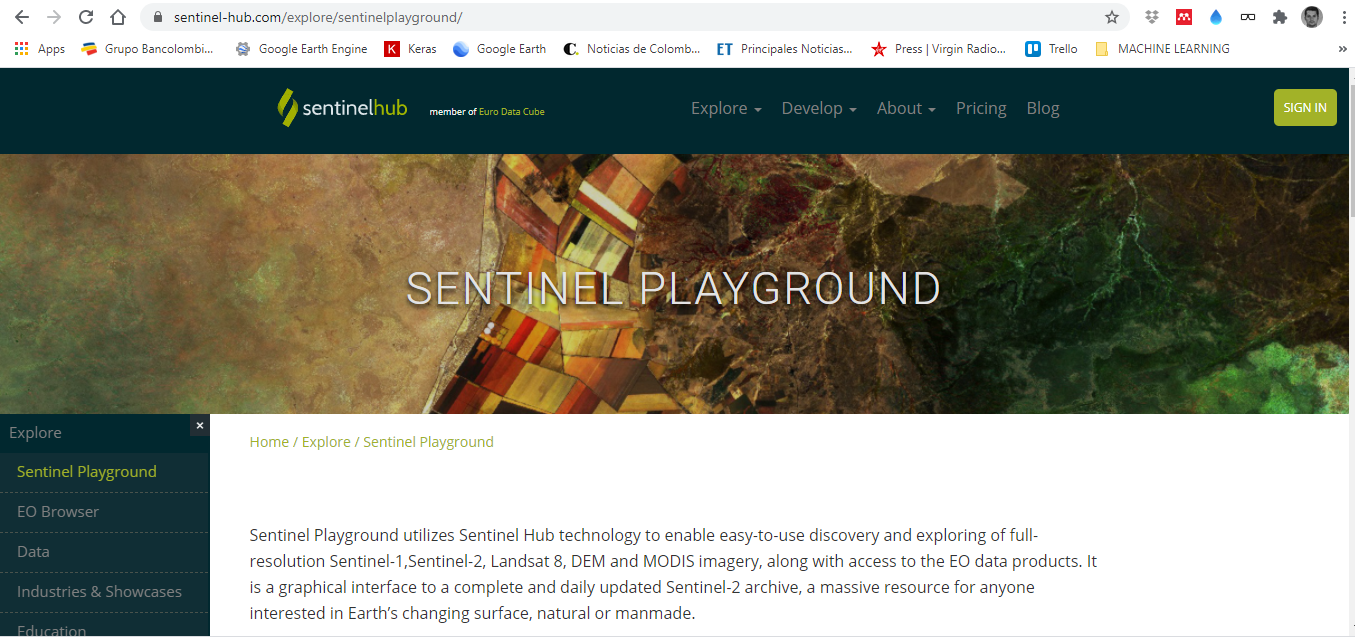 sentinel-hub.com/explore/sentinelplayground/
Apps Grupo Bancolombi... Google Earth Engine Keras Google Earth Noticias de Colomb... Principales Noticias... Press | Virgin Radio... Trello MACHINE LEARNING »
sentinelhub member of Euro Data Cube Explore Develop About Pricing Blog SIGN IN
SENTINEL PLAYGROUND
Explore ×
Sentinel Playground
EO Browser
Data
Industries & Showcases
Education
Home / Explore / Sentinel Playground
Sentinel Playground utilizes Sentinel Hub technology to enable easy-to-use discovery and exploring of full-
resolution Sentinel-1,Sentinel-2, Landsat 8, DEM and MODIS imagery, along with access to the EO data products. It
is a graphical interface to a complete and daily updated Sentinel-2 archive, a massive resource for anyone
interested in Earth’s changing surface, natural or manmade.